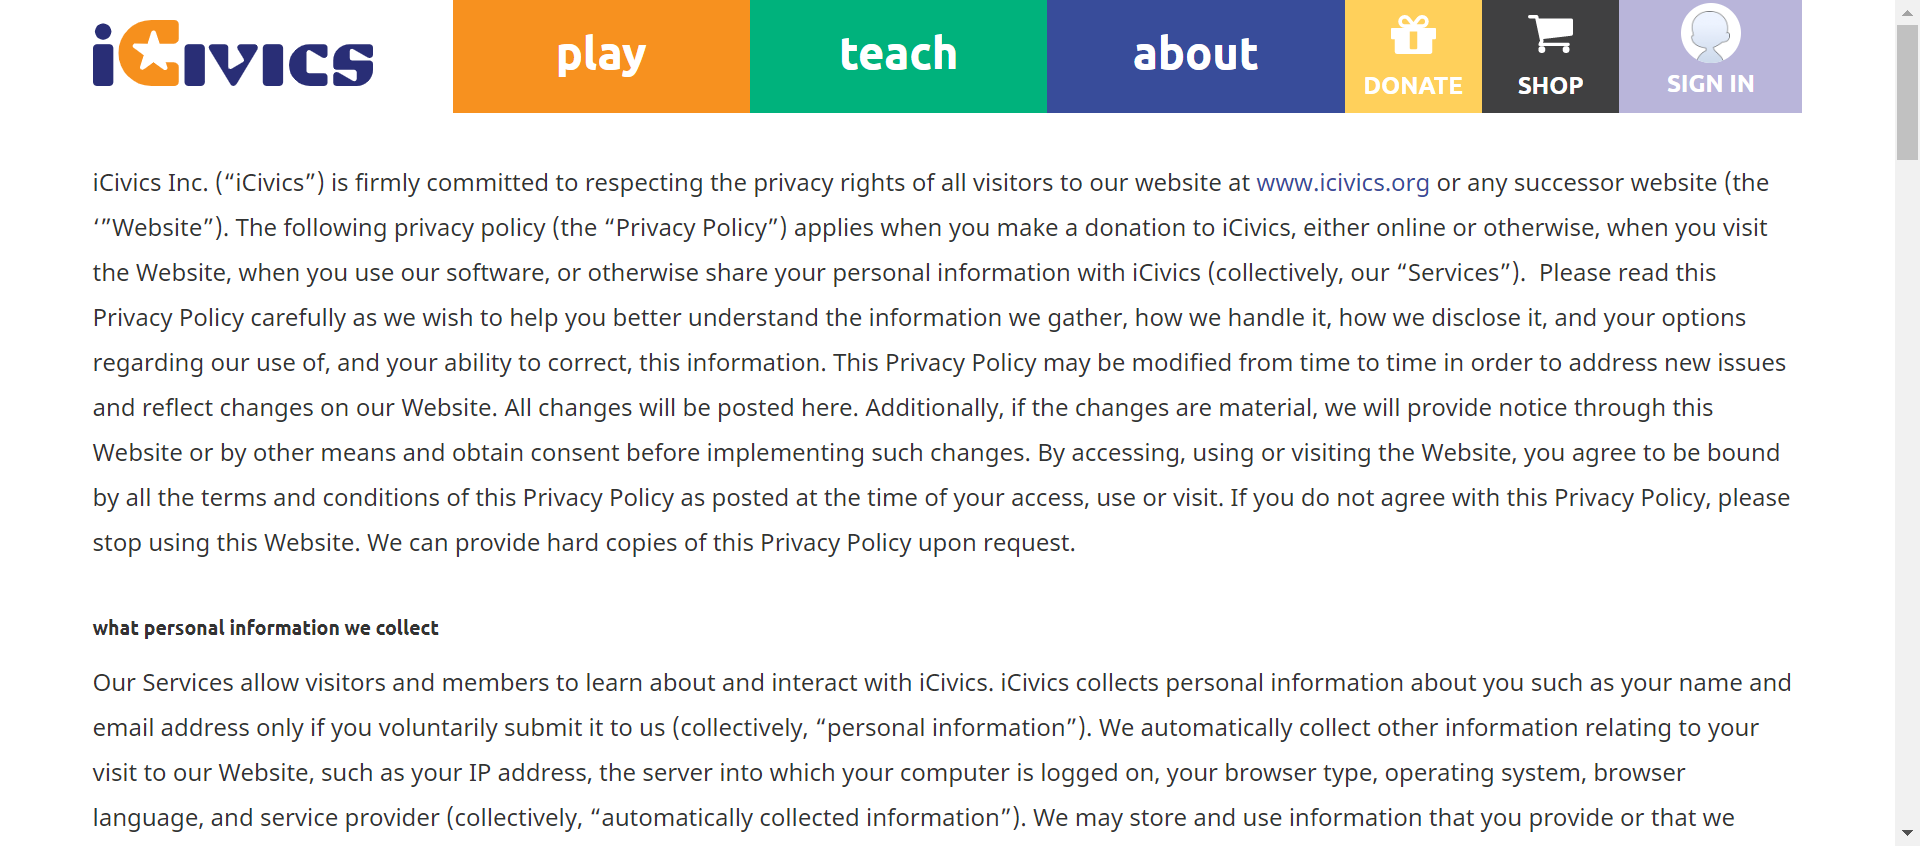 iCivics
play
teach
about
DONATE
SHOP
SIGN IN
iCivics Inc. (“iCivics”) is firmly committed to respecting the privacy rights of all visitors to our website at www.icivics.org or any successor website (the
‘”Website”). The following privacy policy (the “Privacy Policy”) applies when you make a donation to iCivics, either online or otherwise, when you visit
the Website, when you use our software, or otherwise share your personal information with iCivics (collectively, our “Services”).  Please read this
Privacy Policy carefully as we wish to help you better understand the information we gather, how we handle it, how we disclose it, and your options
regarding our use of, and your ability to correct, this information. This Privacy Policy may be modified from time to time in order to address new issues
and reflect changes on our Website. All changes will be posted here. Additionally, if the changes are material, we will provide notice through this
Website or by other means and obtain consent before implementing such changes. By accessing, using or visiting the Website, you agree to be bound
by all the terms and conditions of this Privacy Policy as posted at the time of your access, use or visit. If you do not agree with this Privacy Policy, please
stop using this Website. We can provide hard copies of this Privacy Policy upon request.
what personal information we collect
Our Services allow visitors and members to learn about and interact with iCivics. iCivics collects personal information about you such as your name and
email address only if you voluntarily submit it to us (collectively, “personal information”). We automatically collect other information relating to your
visit to our Website, such as your IP address, the server into which your computer is logged on, your browser type, operating system, browser
language, and service provider (collectively, “automatically collected information”). We may store and use information that you provide or that we